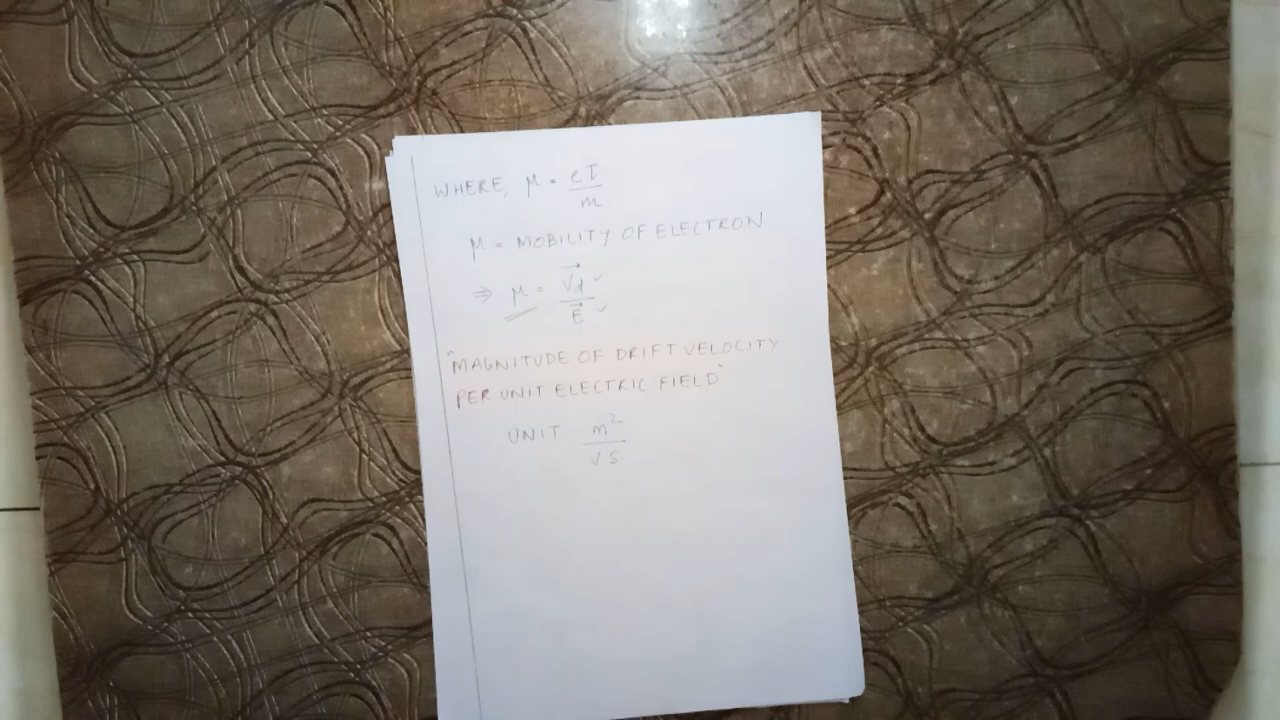 WHERE, μ = eτ/m
μ = MOBILITY OF ELECTRON
⇒ μ = V⃗d ✓ / E⃗ ✓
"MAGNITUDE OF DRIFT VELOCITY
PER UNIT ELECTRIC FIELD"
UNIT m²/VS